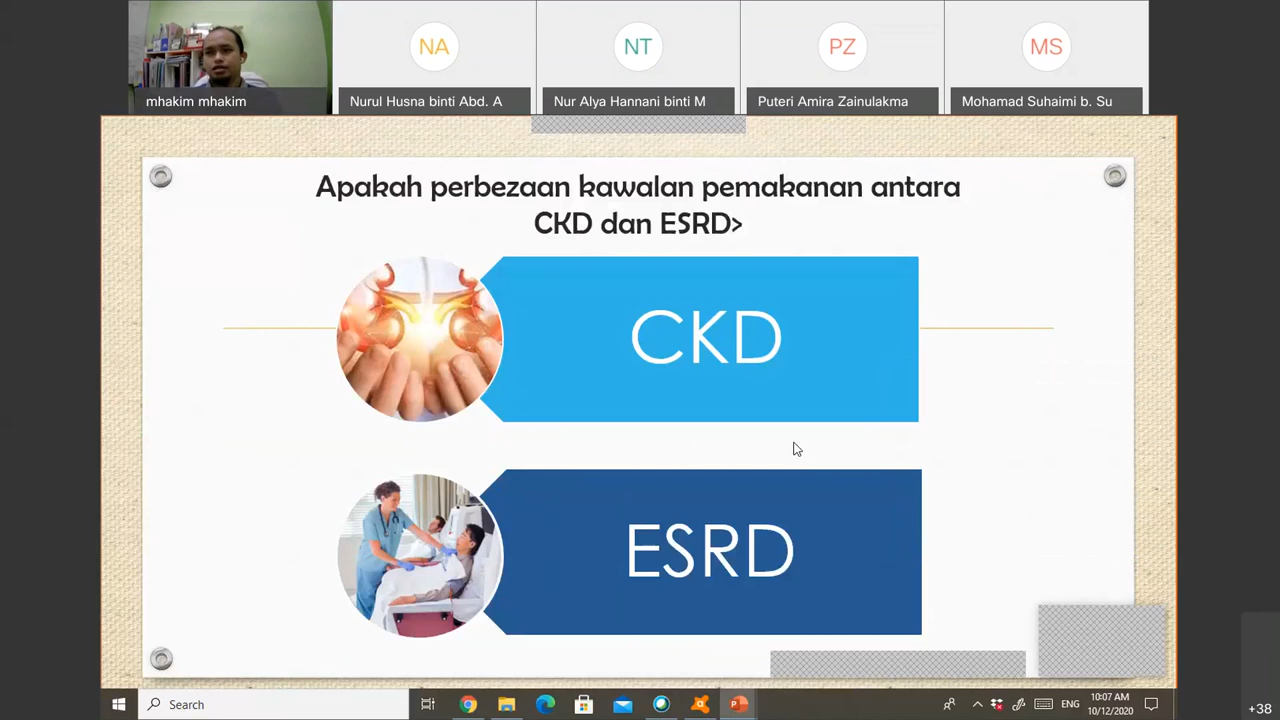 NA
NT
PZ
MS
mhakim mhakim
Nurul Husna binti Abd. A
Nur Alya Hannani binti M
Puteri Amira Zainulakma
Mohamad Suhaimi b. Su
Apakah perbezaan kawalan pemakanan antara
CKD dan ESRD>
CKD
ESRD
Search
ENG
10:07 AM
10/12/2020
+38